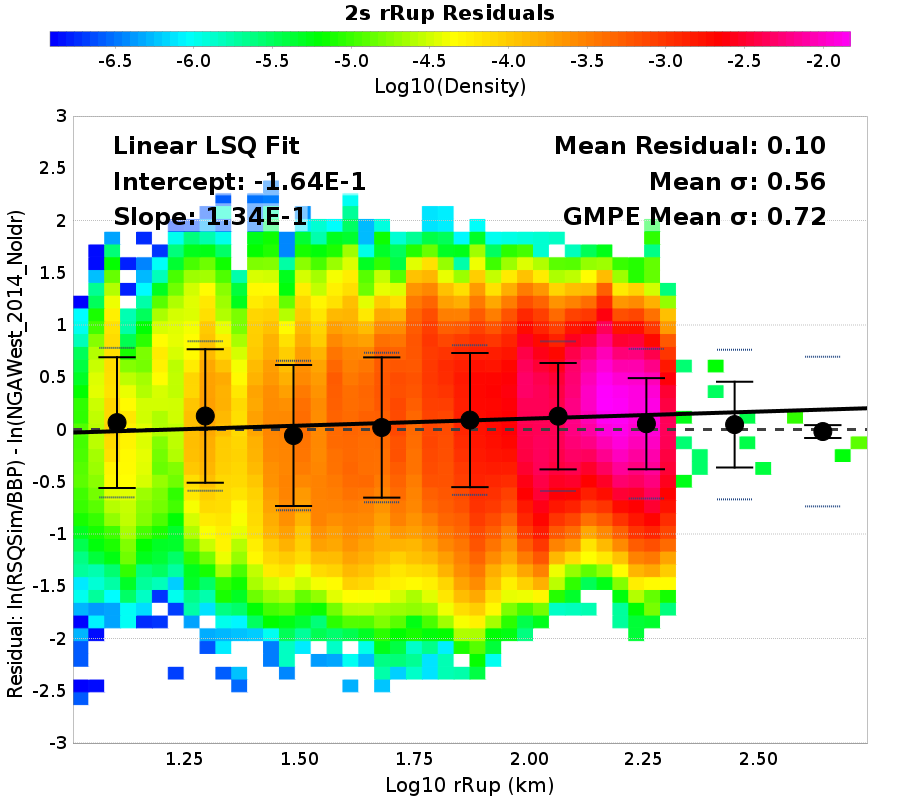 2s rRup Residuals
-6.5 -6.0 -5.5 -5.0 -4.5 -4.0 -3.5 -3.0 -2.5 -2.0
Log10(Density)
Linear LSQ Fit
Intercept: -1.64E-1
Slope: 1.34E-1
Mean Residual: 0.10
Mean σ: 0.56
GMPE Mean σ: 0.72
Residual: ln(RSQSim/BBP) - ln(NGAWest_2014_NoIdr)
3
2.5
2
1.5
1
0.5
0
-0.5
-1
-1.5
-2
-2.5
-3
1.25 1.50 1.75 2.00 2.25 2.50
Log10 rRup (km)